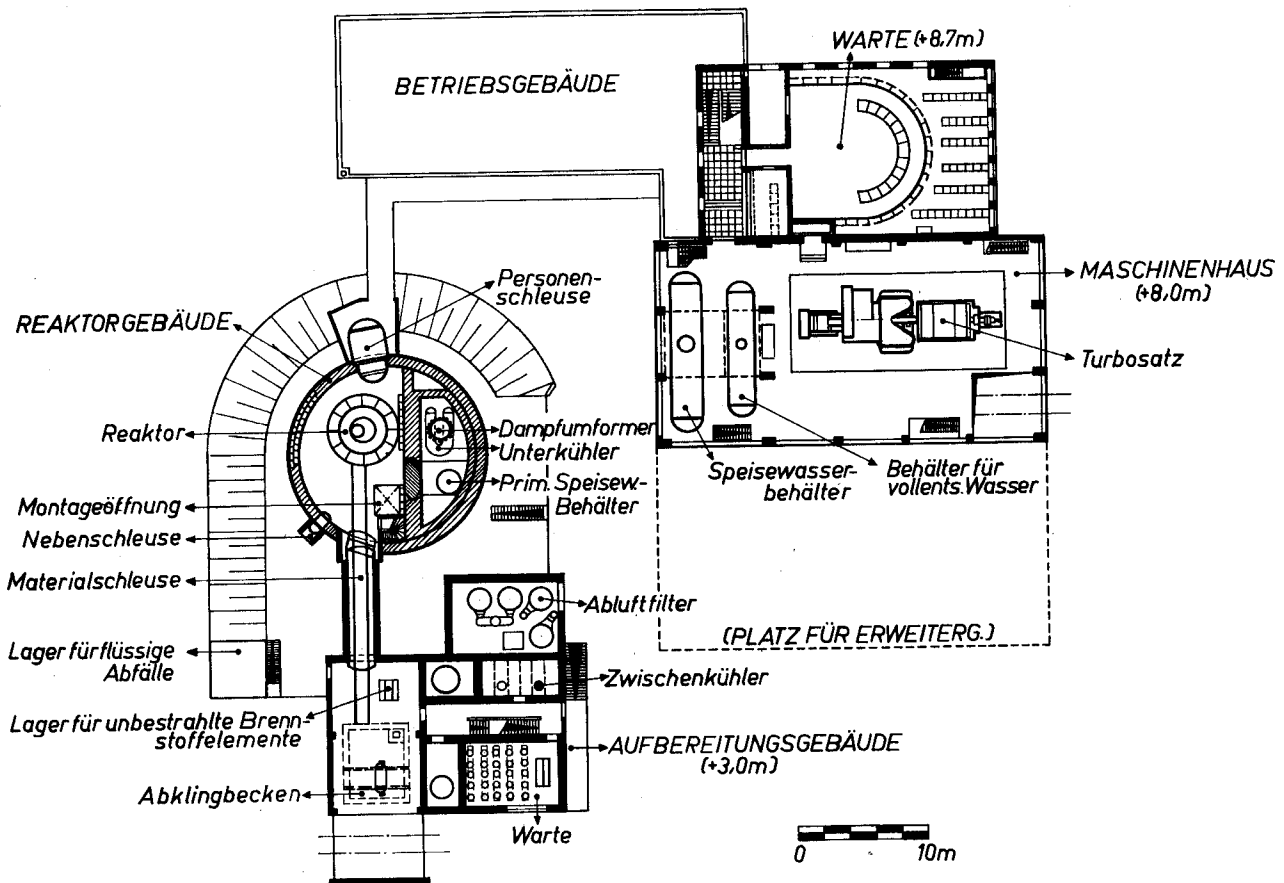 WARTE (+8,7m)
BETRIEBSGEBÄUDE
Personen-
schleuse
MASCHINENHAUS
(+8,0m)
REAKTORGEBÄUDE
Turbosatz
Reaktor
Dampfumformer
Unterkühler
Speisewasser-
behälter
Behälter für
vollents. Wasser
Prim. Speisew.-
Behälter
Montageöffnung
Nebenschleuse
Materialschleuse
Abluftfilter
(PLATZ FÜR ERWEITERG.)
Lager für flüssige
Abfälle
Zwischenkühler
Lager für unbestrahlte Brenn-
stoffelemente
AUFBEREITUNGSGEBÄUDE
(+3,0m)
Abklingbecken
Warte
0 10m